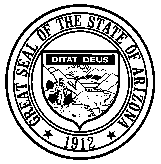 GREAT SEAL OF THE STATE OF ARIZONA
DITAT DEUS
1912